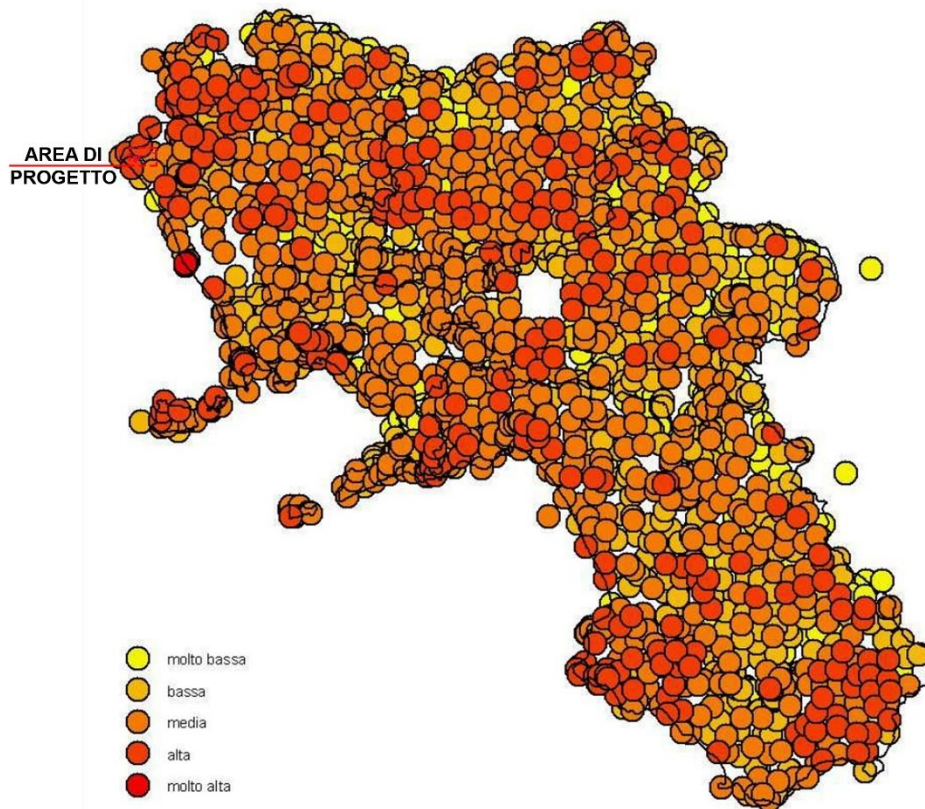 AREA DI
PROGETTO
molto bassa
bassa
media
alta
molto alta